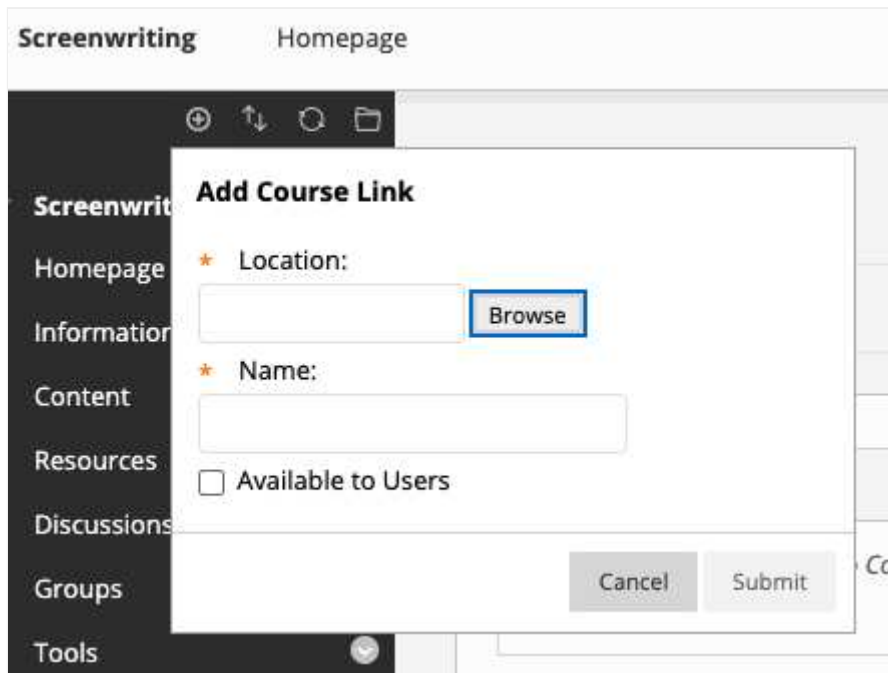 Screenwriting Homepage
Screenwrit
Homepage
Information
Content
Resources
Discussions
Groups
Tools
Add Course Link
* Location:
Browse
* Name:
Available to Users
Cancel Submit
Co